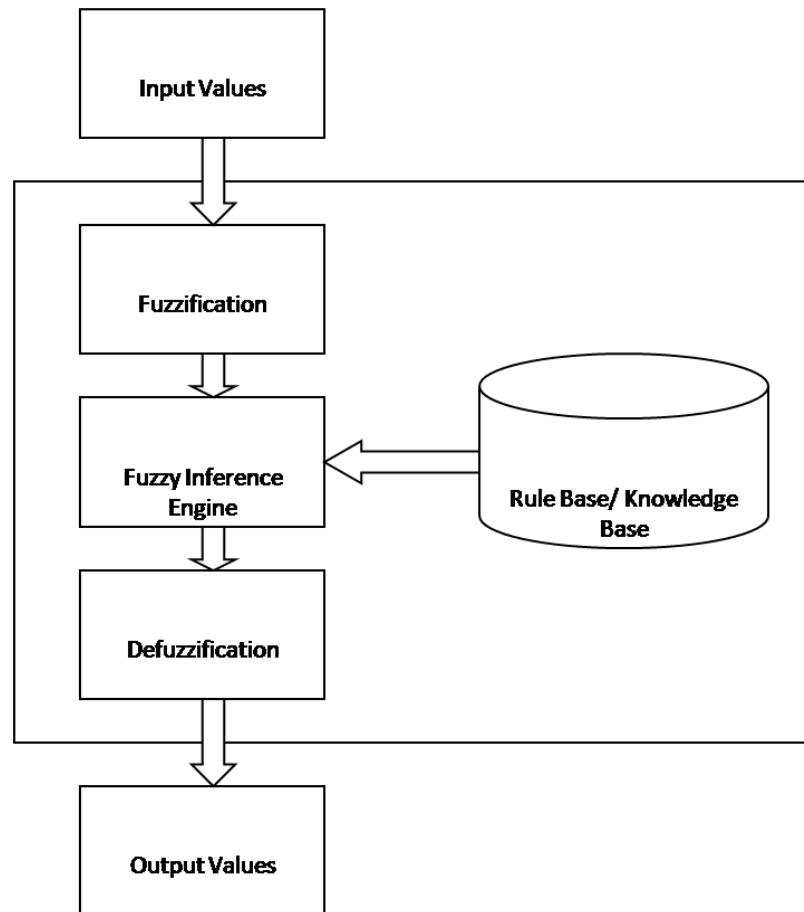 Input Values
Fuzzification
Fuzzy Inference
Engine
Rule Base/ Knowledge
Base
Defuzzification
Output Values